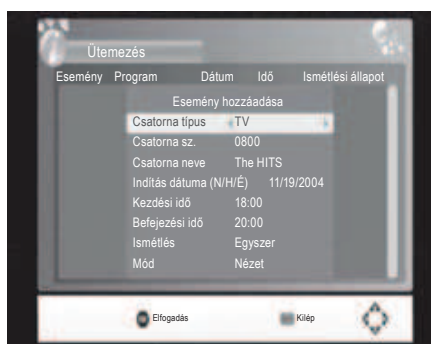 Ütemezés
Esemény Program Dátum Idő Ismétlési állapot
Esemény hozzáadása
Csatorna típus TV
Csatorna sz. 0800
Csatorna neve The HITS
Indítás dátuma (N/H/É) 11/19/2004
Kezdési idő 18:00
Befejezési idő 20:00
Ismétlés Egyszer
Mód Nézet
Elfogadás Kilép